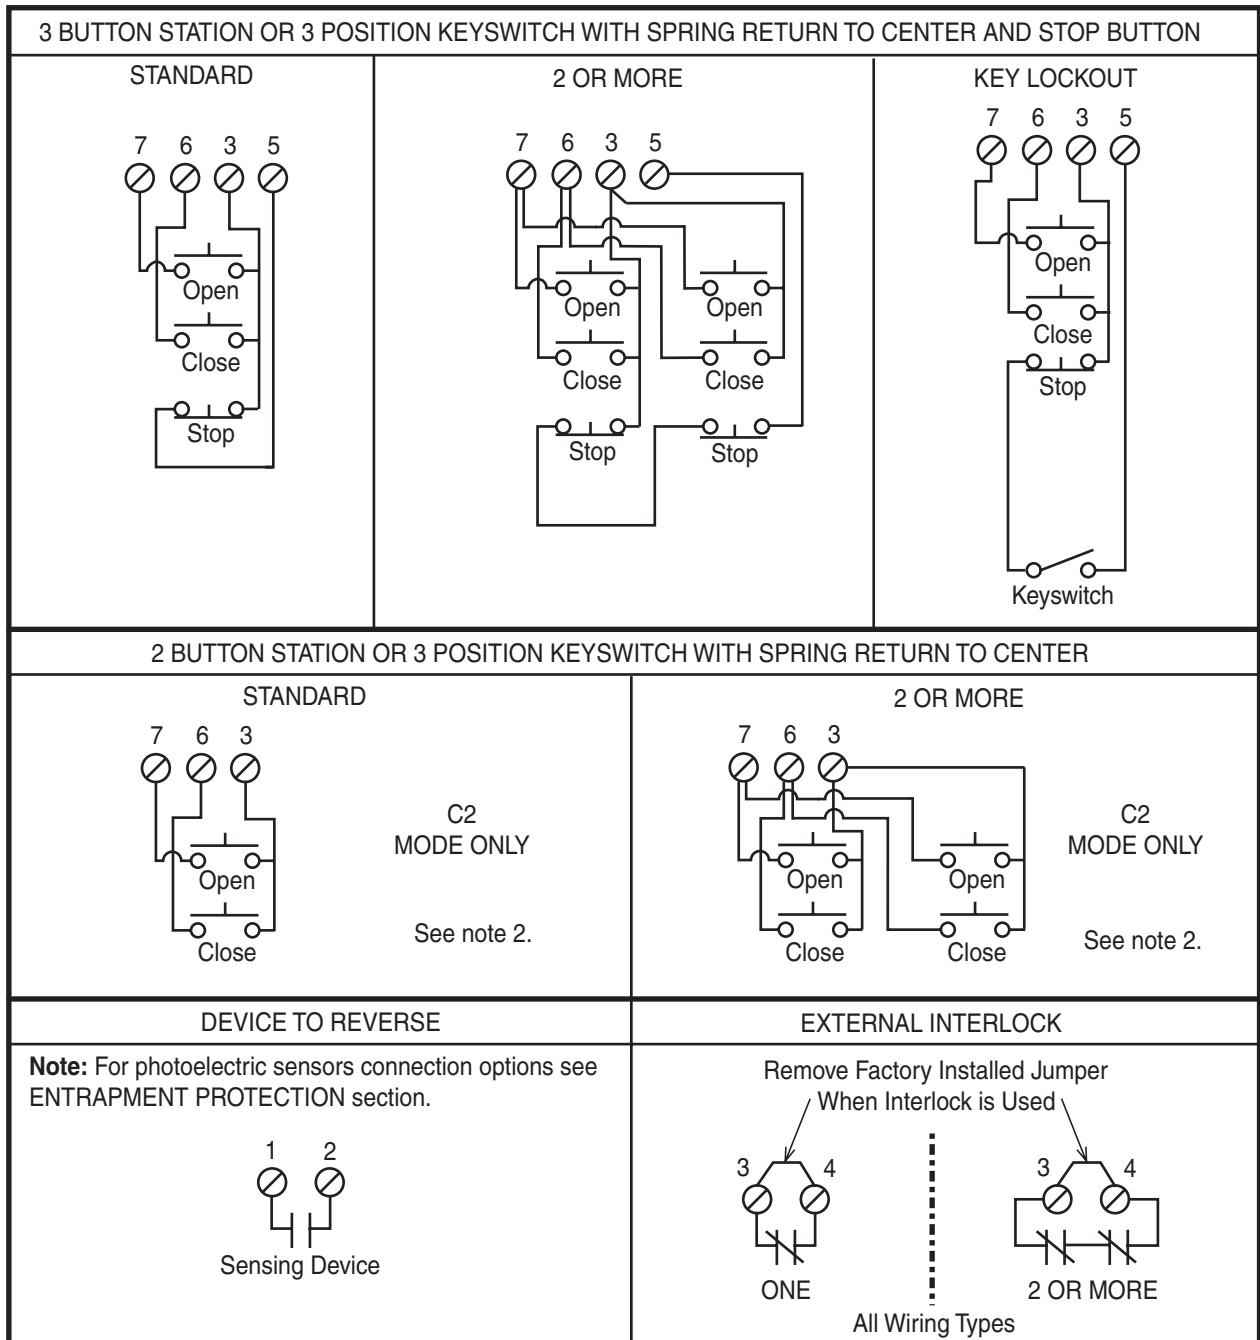 3 BUTTON STATION OR 3 POSITION KEYSWITCH WITH SPRING RETURN TO CENTER AND STOP BUTTON
STANDARD
7 6 3 5
Open
Close
Stop
2 OR MORE
7 6 3 5
Open Open
Close Close
Stop Stop
KEY LOCKOUT
7 6 3 5
Open
Close
Stop
Keyswitch
2 BUTTON STATION OR 3 POSITION KEYSWITCH WITH SPRING RETURN TO CENTER
STANDARD
7 6 3
Open
Close
C2
MODE ONLY
See note 2.
2 OR MORE
7 6 3
Open Open
Close Close
C2
MODE ONLY
See note 2.
DEVICE TO REVERSE
Note: For photoelectric sensors connection options see
ENTRAPMENT PROTECTION section.
1 2
Sensing Device
EXTERNAL INTERLOCK
Remove Factory Installed Jumper
When Interlock is Used
3 4
ONE
3 4
2 OR MORE
All Wiring Types